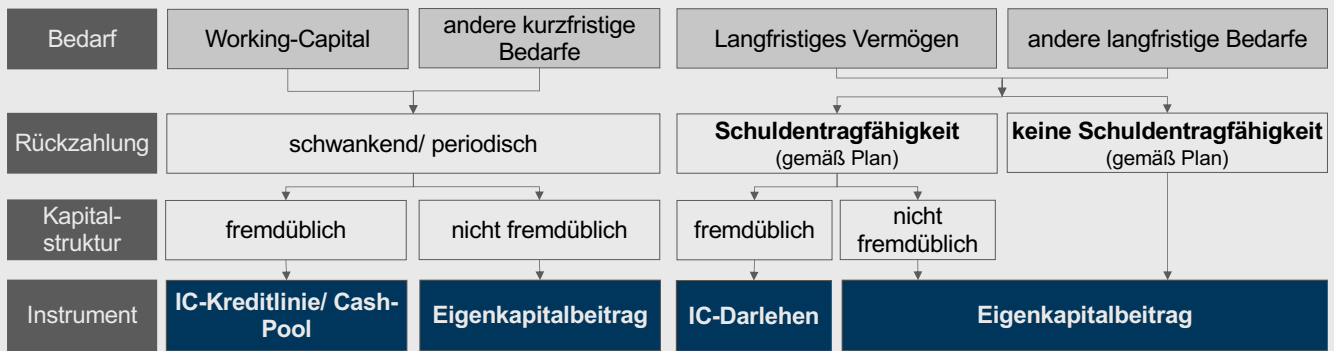 Bedarf
Working-Capital
andere kurzfristige
Bedarfe
Langfristiges Vermögen
andere langfristige Bedarfe
Rückzahlung
schwankend/ periodisch
Schuldentragfähigkeit
(gemäß Plan)
keine Schuldentragfähigkeit
(gemäß Plan)
Kapital-
struktur
fremdüblich
nicht fremdüblich
fremdüblich
nicht
fremdüblich
Instrument
IC-Kreditlinie/ Cash-
Pool
Eigenkapitalbeitrag
IC-Darlehen
Eigenkapitalbeitrag